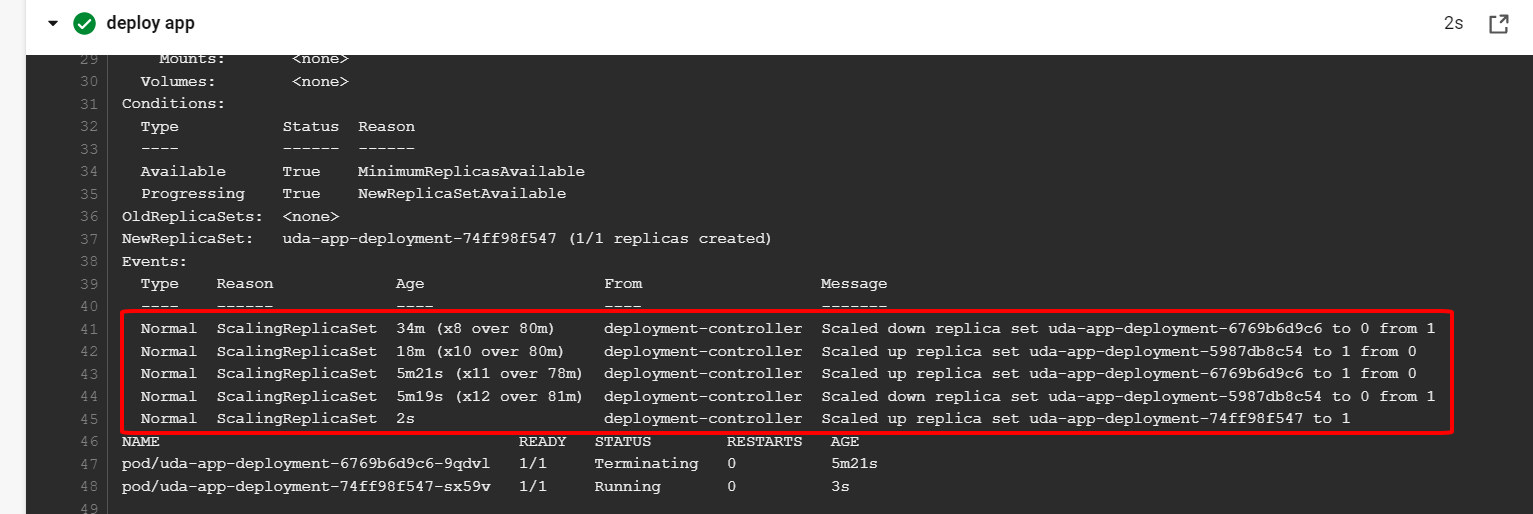 deploy app 2s
29 Mounts: <none>
30 Volumes: <none>
31 Conditions:
32 Type Status Reason
33 ---- ------ ------
34 Available True MinimumReplicasAvailable
35 Progressing True NewReplicaSetAvailable
36 OldReplicaSets: <none>
37 NewReplicaSet: uda-app-deployment-74ff98f547 (1/1 replicas created)
38 Events:
39 Type Reason Age From Message
40 ---- ------ ---- ---- -------
41 Normal ScalingReplicaSet 34m (x8 over 80m) deployment-controller Scaled down replica set uda-app-deployment-6769b6d9c6 to 0 from 1
42 Normal ScalingReplicaSet 18m (x10 over 80m) deployment-controller Scaled up replica set uda-app-deployment-5987db8c54 to 1 from 0
43 Normal ScalingReplicaSet 5m21s (x11 over 78m) deployment-controller Scaled up replica set uda-app-deployment-6769b6d9c6 to 1 from 0
44 Normal ScalingReplicaSet 5m19s (x12 over 81m) deployment-controller Scaled down replica set uda-app-deployment-5987db8c54 to 0 from 1
45 Normal ScalingReplicaSet 2s deployment-controller Scaled up replica set uda-app-deployment-74ff98f547 to 1
46 NAME READY STATUS RESTARTS AGE
47 pod/uda-app-deployment-6769b6d9c6-9qdvl 1/1 Terminating 0 5m21s
48 pod/uda-app-deployment-74ff98f547-sx59v 1/1 Running 0 3s
49